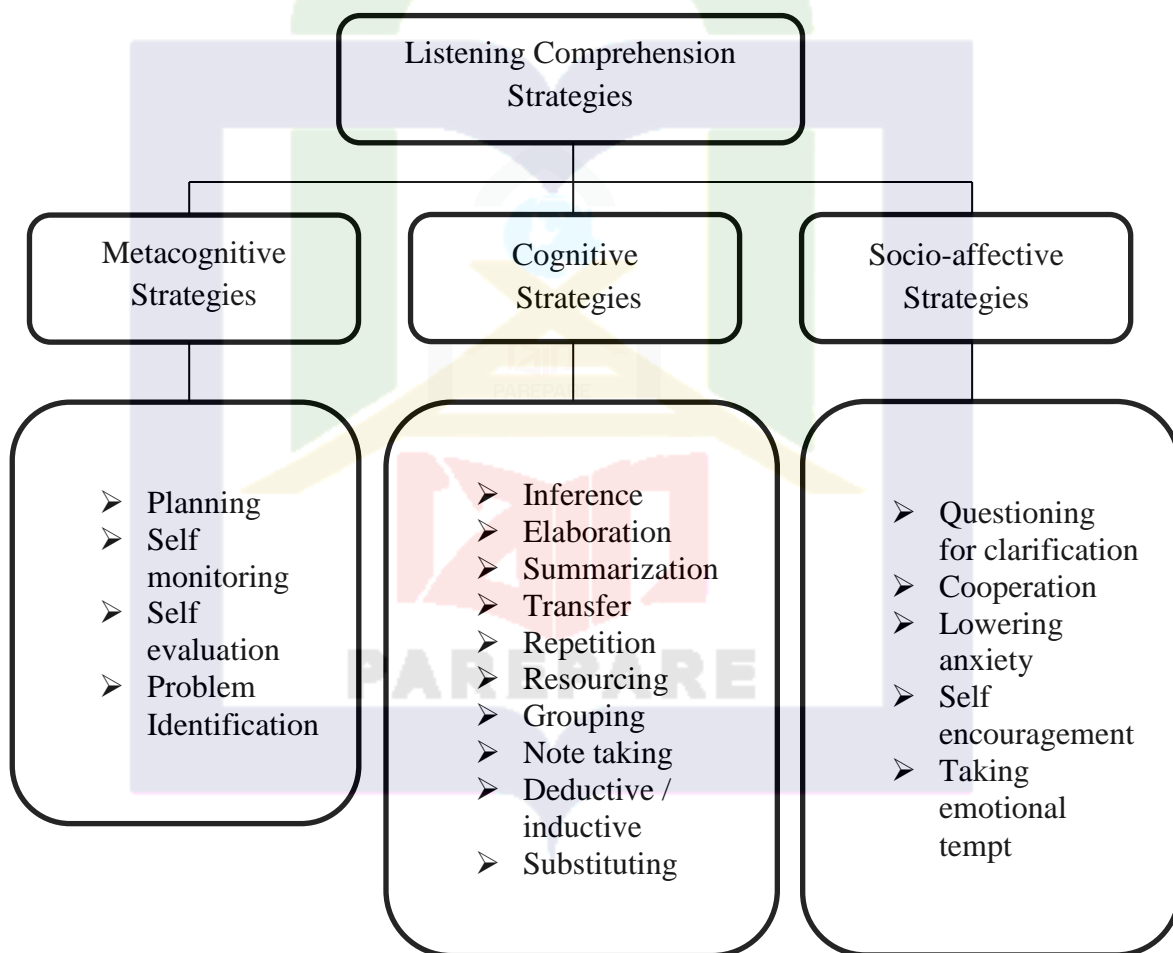 Listening Comprehension
Strategies
Metacognitive
Strategies
Cognitive
Strategies
Socio-affective
Strategies
PAREPARE
➢ Planning
➢ Self
monitoring
➢ Self
evaluation
➢ Problem
Identification
➢ Inference
➢ Elaboration
➢ Summarization
➢ Transfer
➢ Repetition
➢ Resourcing
➢ Grouping
➢ Note taking
➢ Deductive /
inductive
➢ Substituting
➢ Questioning
for clarification
➢ Cooperation
➢ Lowering
anxiety
➢ Self
encouragement
➢ Taking
emotional
tempt
PAREPARE